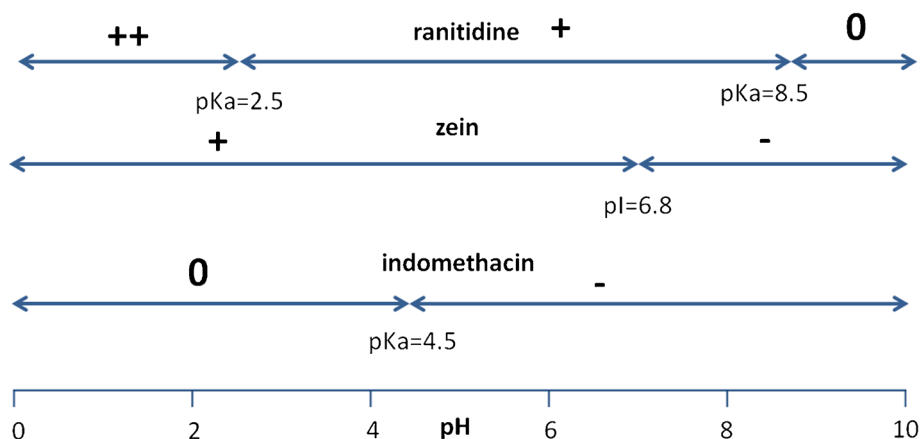 ++ ranitidine + 0
pKa=2.5 pKa=8.5
+ zein -
pI=6.8
0 indomethacin -
pKa=4.5
0 2 4 pH 6 8 10